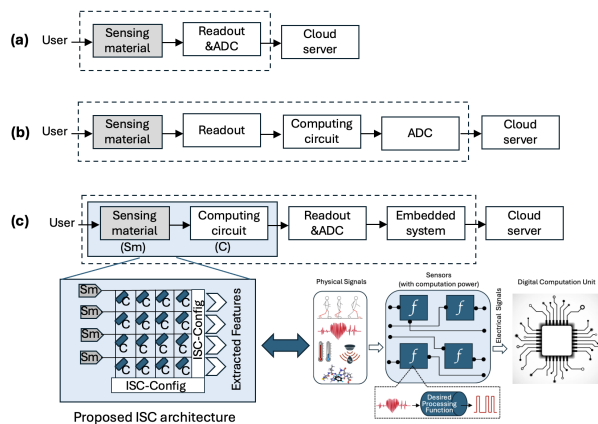 (a)
User
Sensing
material
Readout
&ADC
Cloud
server
(b)
User
Sensing
material
Readout
Computing
circuit
ADC
Cloud
server
(c)
User
Sensing
material
(Sm)
Computing
circuit
(C)
Readout
&ADC
Embedded
system
Cloud
server
Sm
C C C C
Sm
C C C C
Sm
C C C C
Sm
C C C C
ISC-Config
ISC-Config
Extracted Features
Proposed ISC architecture
Physical Signals
Sensors
(with computation power)
f f
f f
Electrical Signals
Digital Computation Unit
Desired
Processing
Function